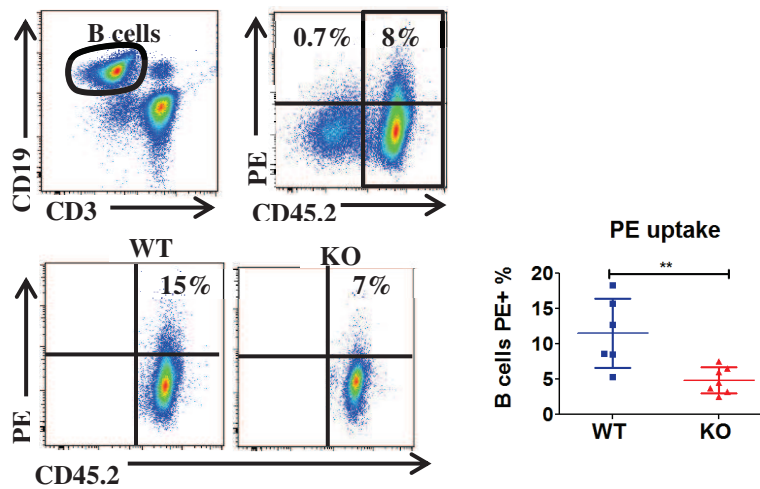 B cells
CD19
CD3
0.7% 8%
PE
CD45.2
WT
KO
15%
7%
PE
CD45.2
PE uptake
**
B cells PE+ %
20
15
10
5
0
WT KO